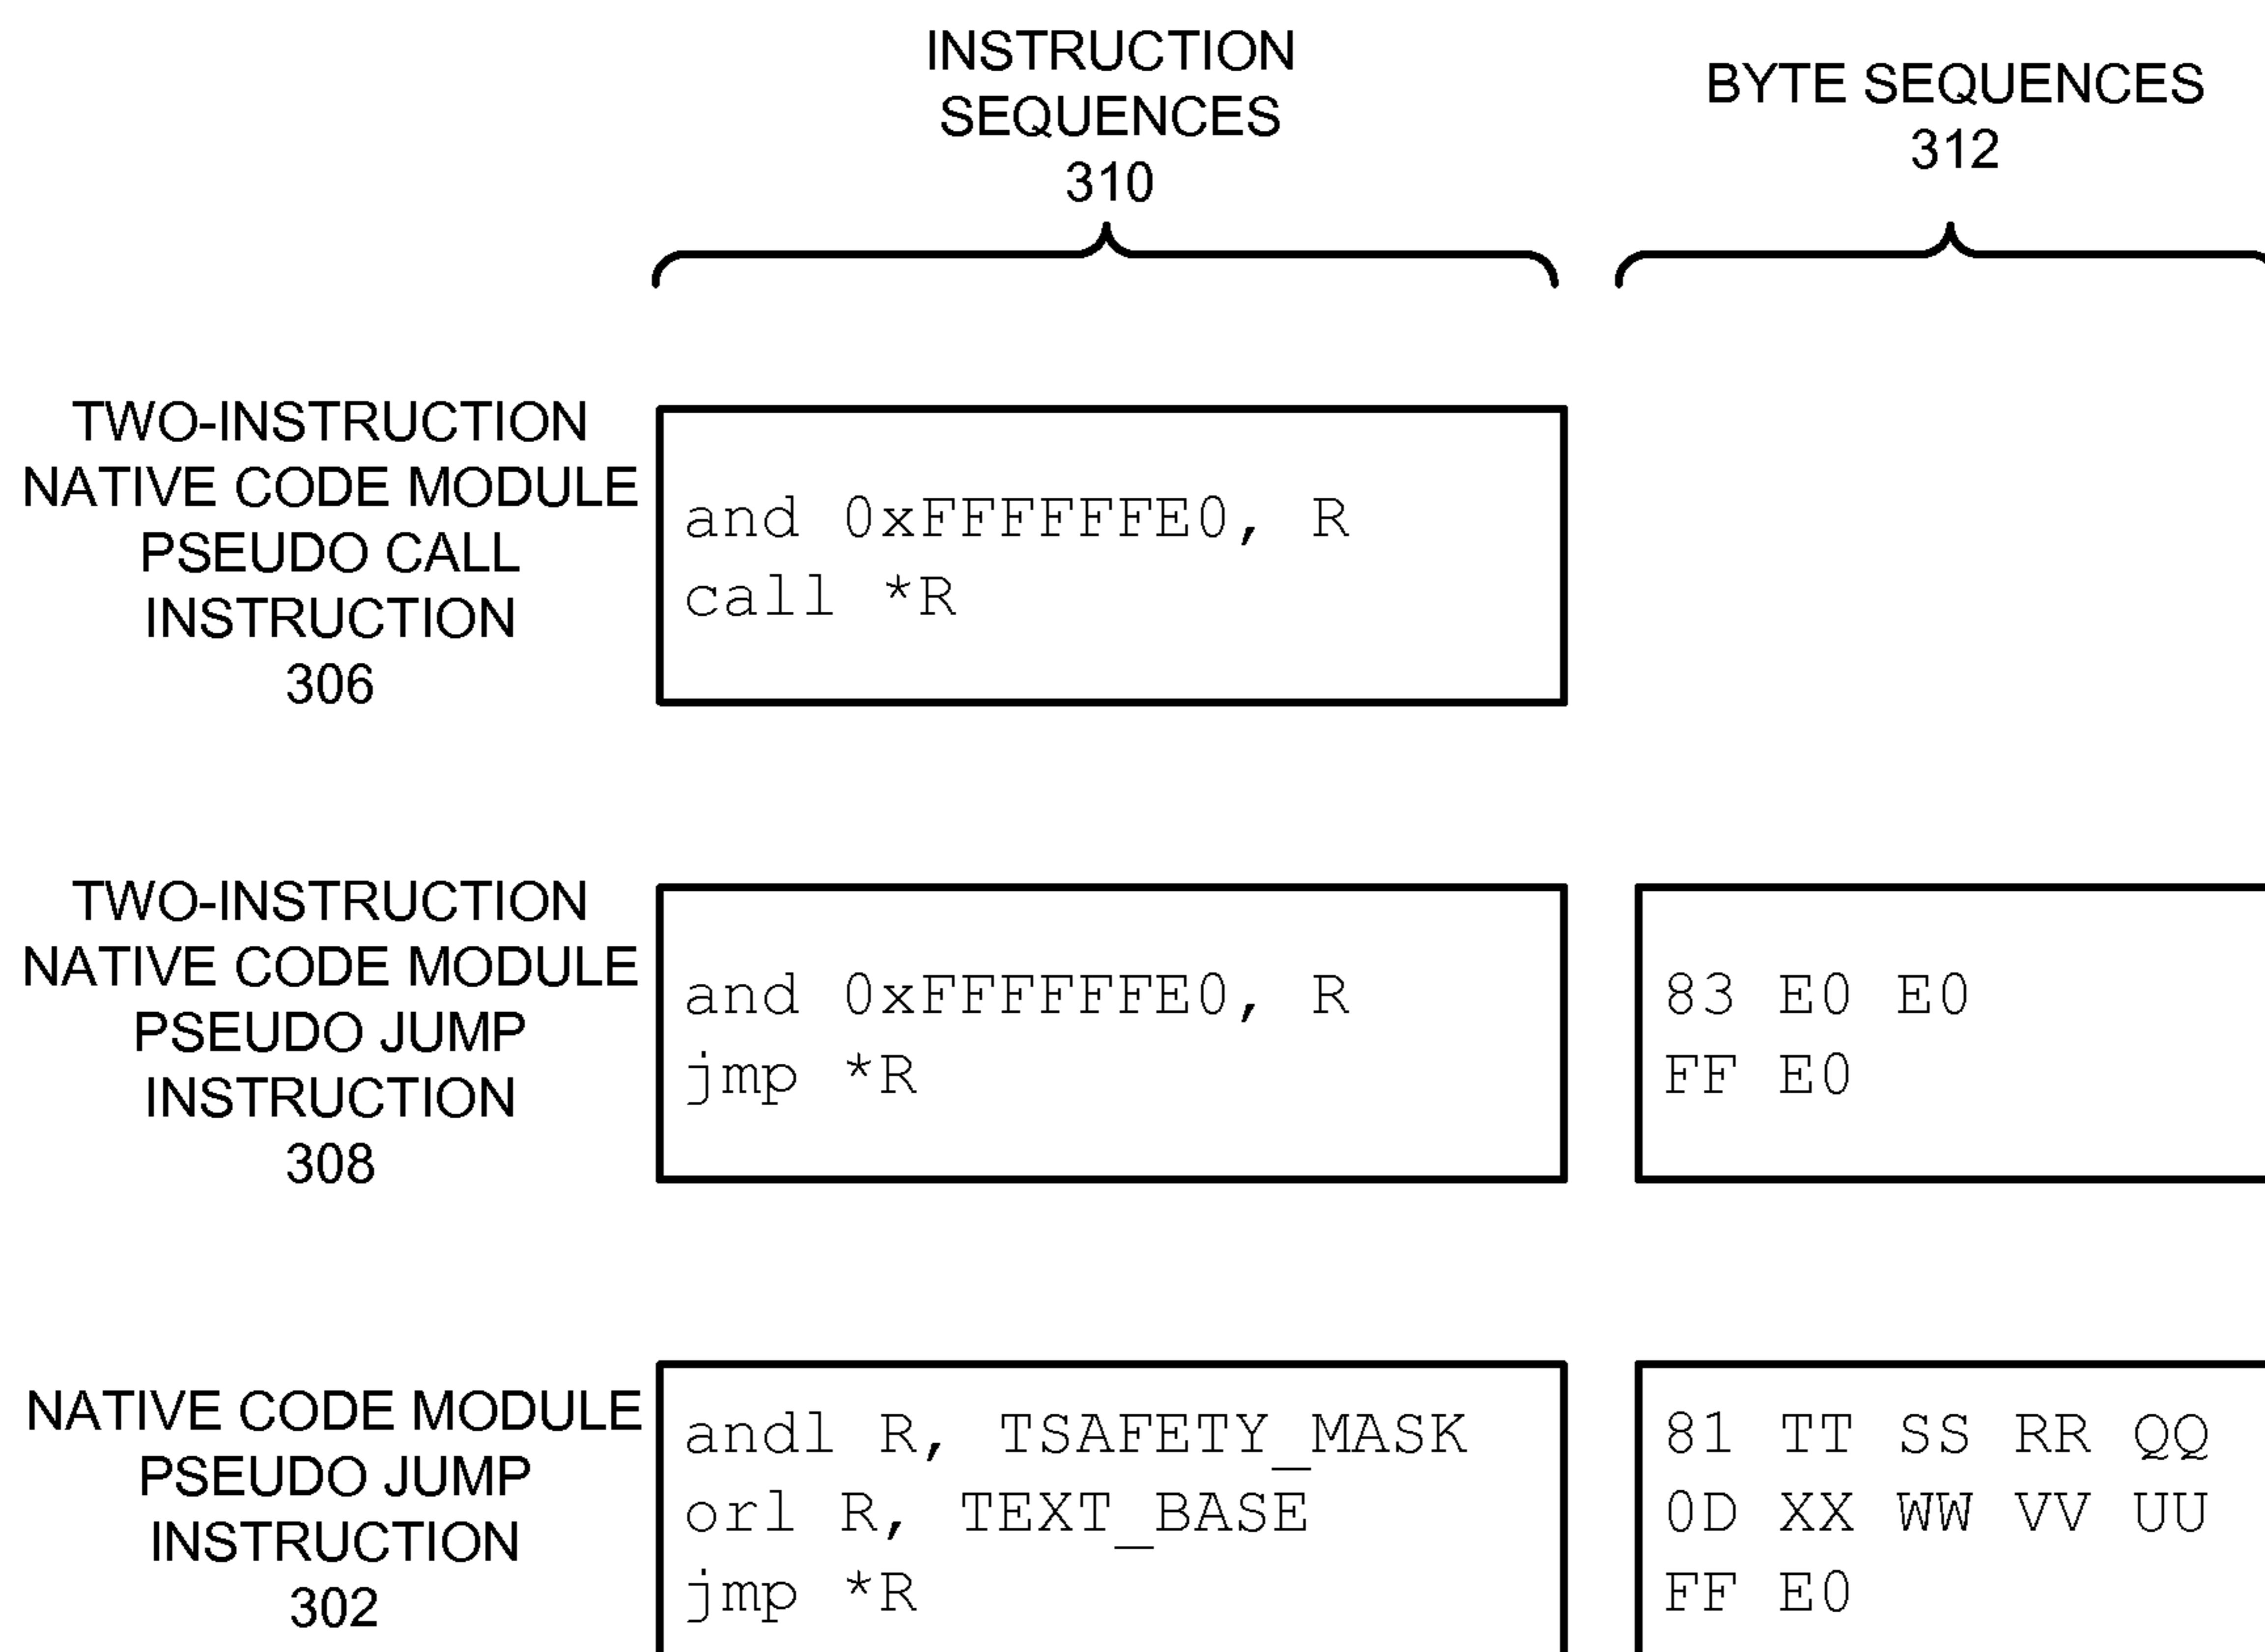 INSTRUCTION
SEQUENCES
310
BYTE SEQUENCES
312
TWO-INSTRUCTION
NATIVE CODE MODULE
PSEUDO CALL
INSTRUCTION
306
and 0xFFFFFFE0, R
call *R
TWO-INSTRUCTION
NATIVE CODE MODULE
PSEUDO JUMP
INSTRUCTION
308
and 0xFFFFFFE0, R
jmp *R
83 E0 E0
FF E0
NATIVE CODE MODULE
PSEUDO JUMP
INSTRUCTION
302
andl R, TSAFETY_MASK
orl R, TEXT_BASE
jmp *R
81 TT SS RR QQ
0D XX WW VV UU
FF E0